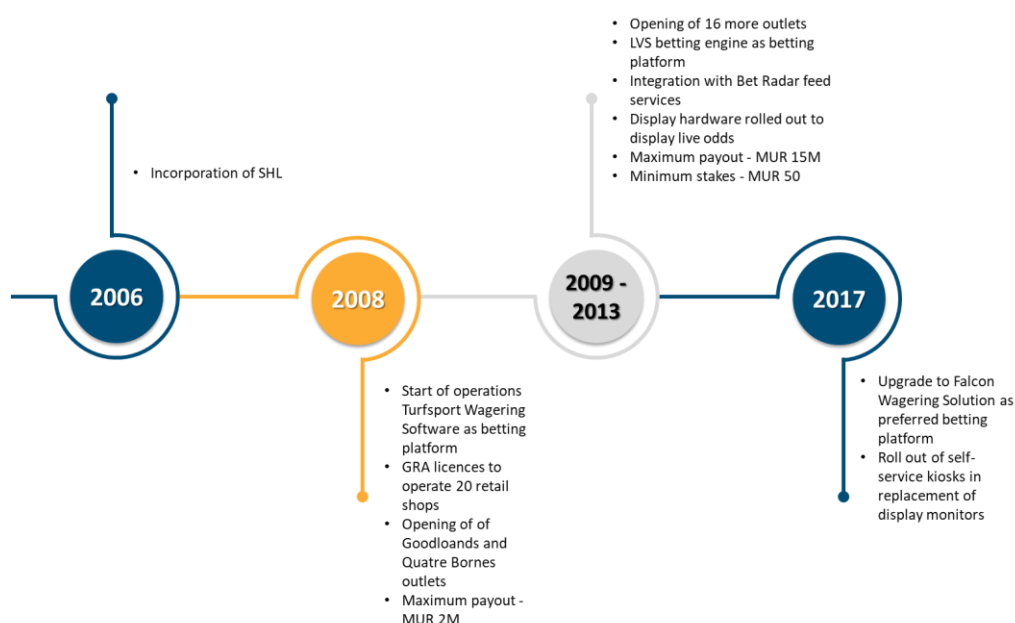 2006
• Incorporation of SHL
2008
• Start of operations
Turfsport Wagering
Software as betting
platform
• GRA licences to
operate 20 retail
shops
• Opening of of
Goodloands and
Quatre Bornes
outlets
• Maximum payout -
MUR 2M
2009 -
2013
• Opening of 16 more outlets
• LVS betting engine as betting
platform
• Integration with Bet Radar feed
services
• Display hardware rolled out to
display live odds
• Maximum payout - MUR 15M
• Minimum stakes - MUR 50
2017
• Upgrade to Falcon
Wagering Solution as
preferred betting
platform
• Roll out of self-
service kiosks in
replacement of
display monitors